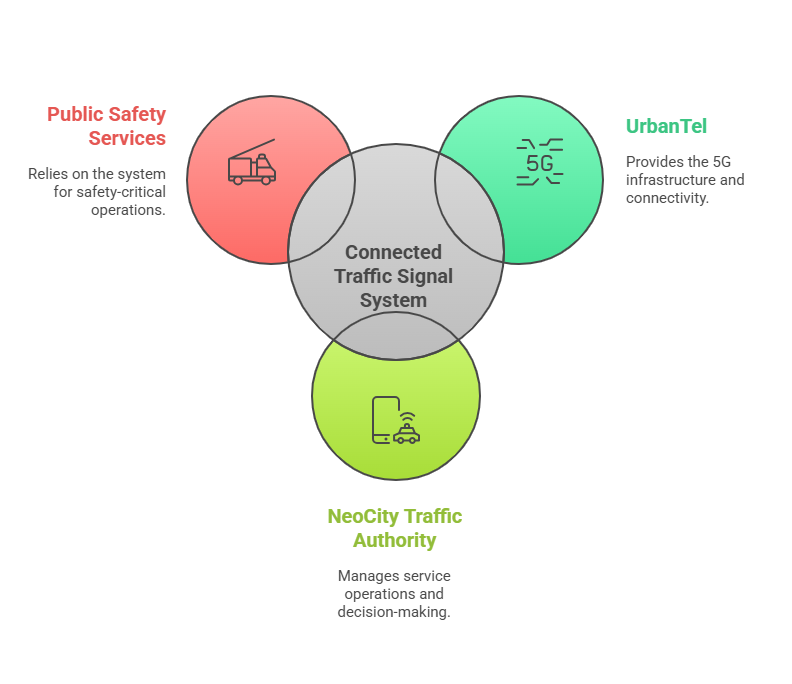 Public Safety
Services
Relies on the system
for safety-critical
operations.
UrbanTel
Provides the 5G
infrastructure and
connectivity.
5G
Connected
Traffic Signal
System
NeoCity Traffic
Authority
Manages service
operations and
decision-making.